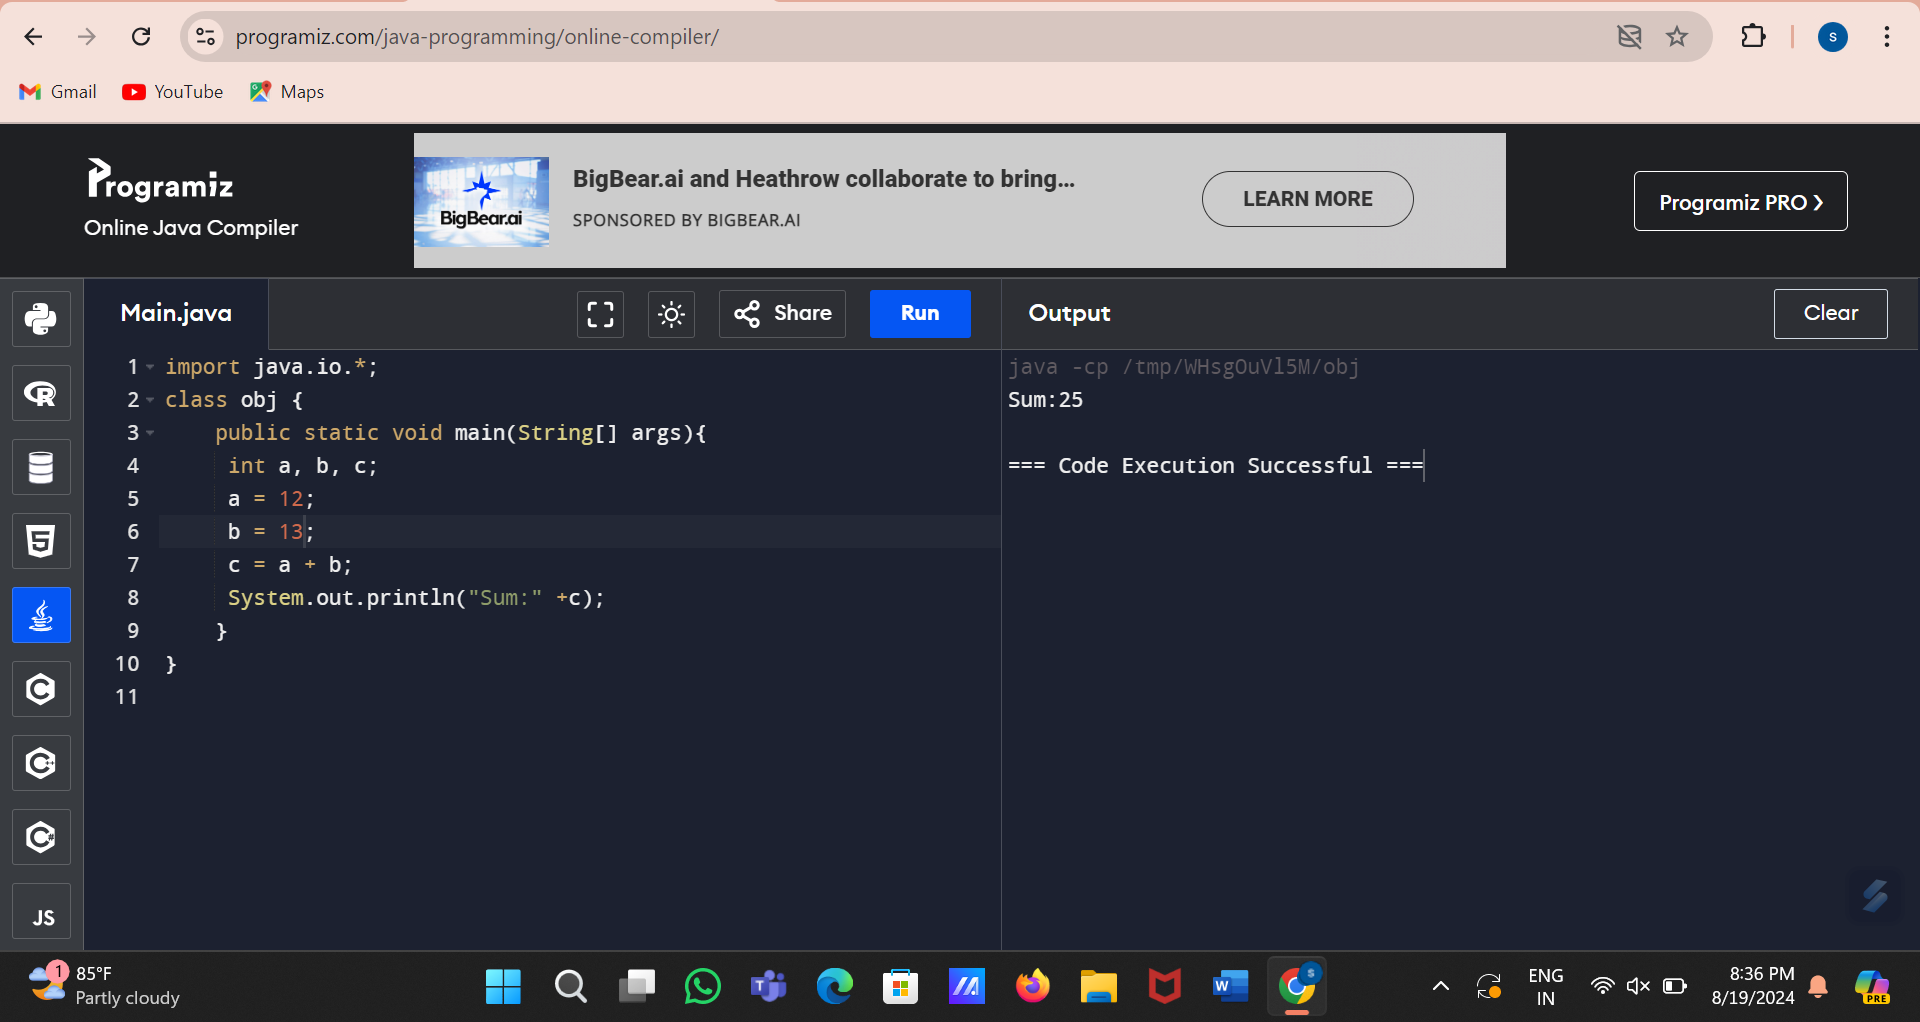 programiz.com/java-programming/online-compiler/
S
Gmail YouTube Maps
Programiz
Online Java Compiler
BigBear.ai
BigBear.ai and Heathrow collaborate to bring...
SPONSORED BY BIGBEAR.AI
LEARN MORE
Programiz PRO ❯
Main.java
Share
Run
Output
Clear
1 import java.io.*;
2 class obj {
3 public static void main(String[] args){
4 int a, b, c;
5 a = 12;
6 b = 13;
7 c = a + b;
8 System.out.println("Sum:" +c);
9 }
10 }
11
java -cp /tmp/WHsgOuVl5M/obj
Sum:25
=== Code Execution Successful ===
R
5
C
C++
C#
JS
1
85°F
Partly cloudy
T
W
S
ENG
IN
8:36 PM
8/19/2024
PRE